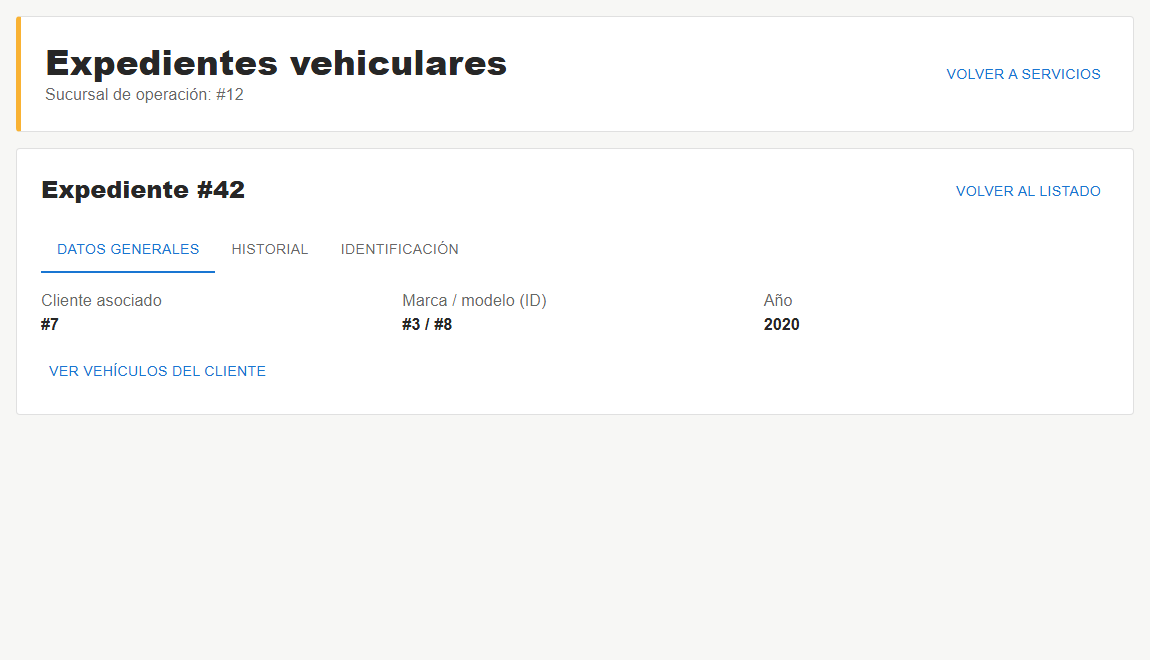 Expedientes vehiculares
Sucursal de operación: #12
VOLVER A SERVICIOS
Expediente #42
VOLVER AL LISTADO
DATOS GENERALES
HISTORIAL
IDENTIFICACIÓN
Cliente asociado
#7
Marca / modelo (ID)
#3 / #8
Año
2020
VER VEHÍCULOS DEL CLIENTE